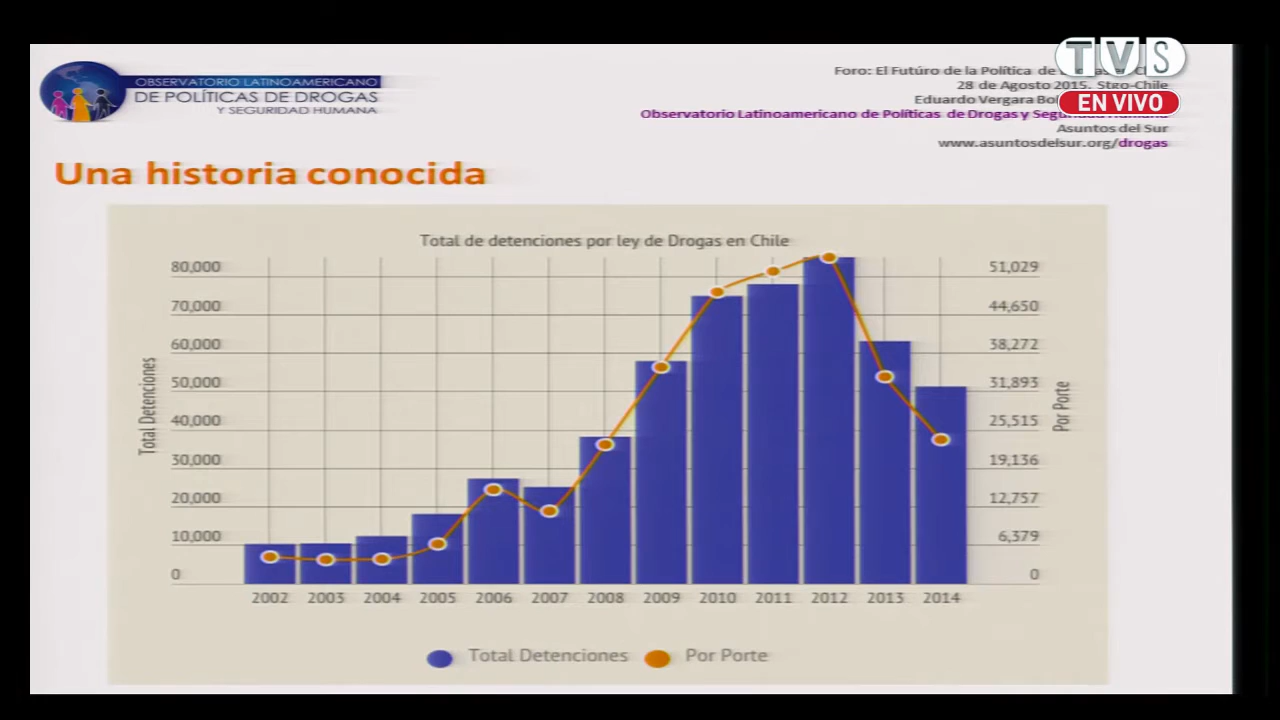 TVS
EN VIVO
OBSERVATORIO LATINOAMERICANO
DE POLÍTICAS DE DROGAS
Y SEGURIDAD HUMANA
Foro: El Futúro de la Política de
28 de Agosto 2015. Stgo-Chile
Eduardo Vergara
Observatorio Latinoamericano de Políticas de Drogas y
Asuntos del Sur
www.asuntosdelsur.org/drogas
Una historia conocida
Total de detenciones por ley de Drogas en Chile
Total Detenciones
80,000
70,000
60,000
50,000
40,000
30,000
20,000
10,000
0
51,029
44,650
38,272
31,893
25,515
19,136
12,757
6,379
0
Por Porte
2002 2003 2004 2005 2006 2007 2008 2009 2010 2011 2012 2013 2014
Total Detenciones Por Porte